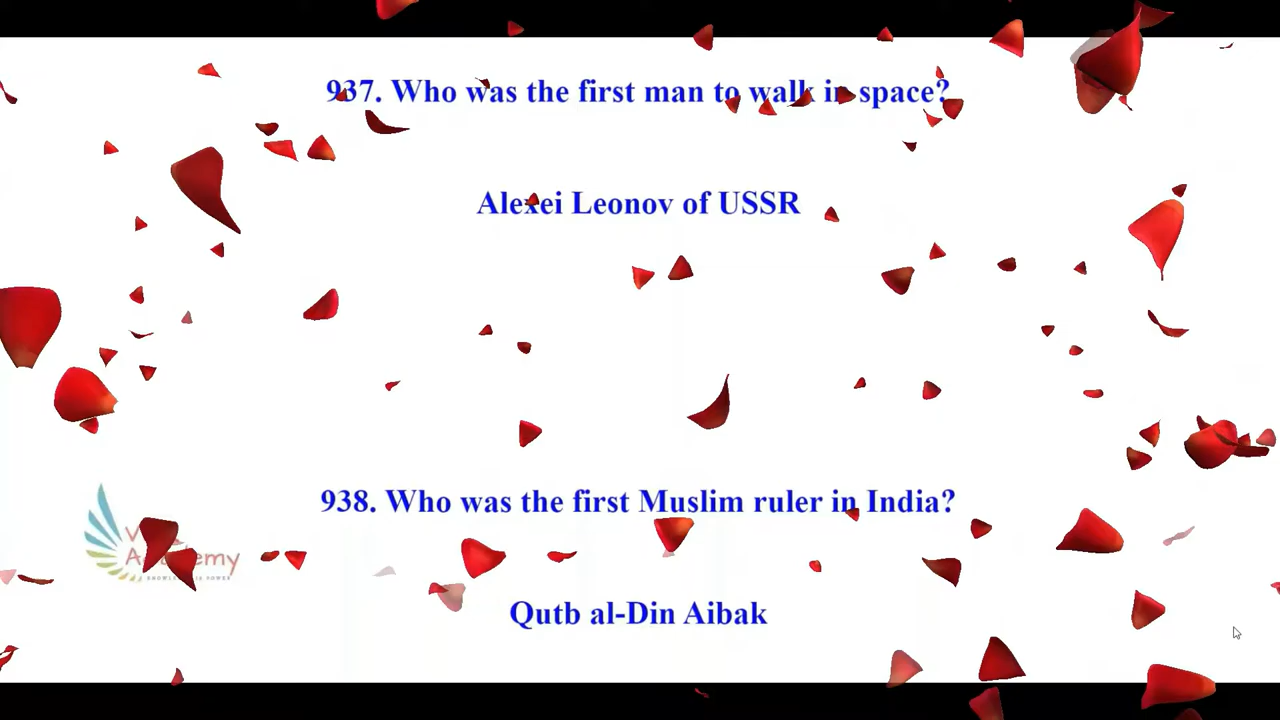 937. Who was the first man to walk in space?
Alexei Leonov of USSR
938. Who was the first Muslim ruler in India?
Academy
Qutb al-Din Aibak